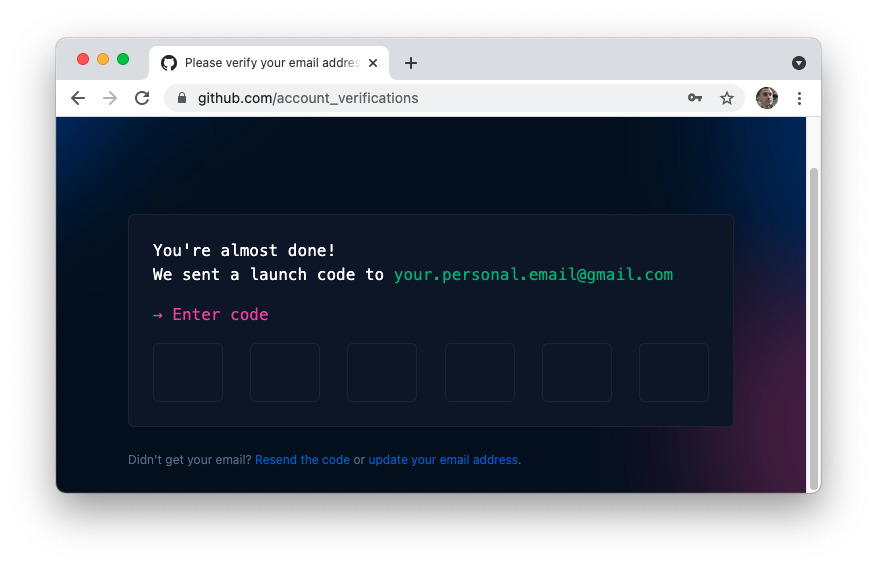 Please verify your email addres
github.com/account_verifications
You're almost done!
We sent a launch code to your.personal.email@gmail.com
→ Enter code
Didn't get your email? Resend the code or update your email address.